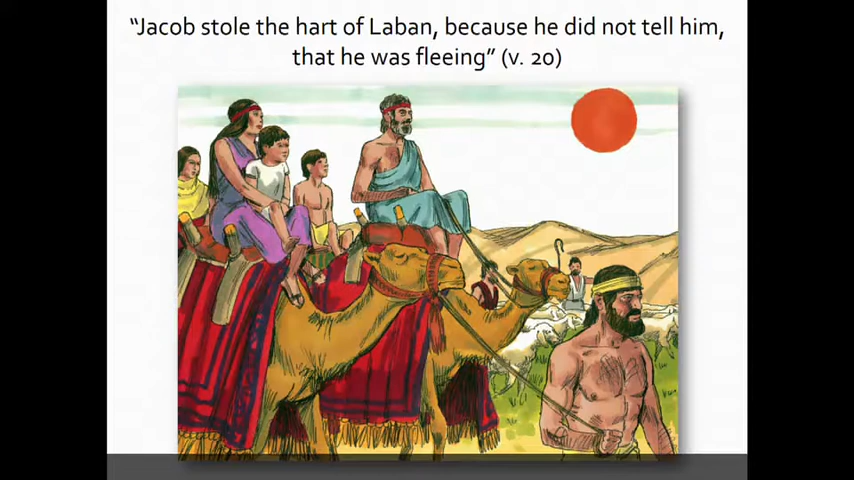 “Jacob stole the hart of Laban, because he did not tell him,
that he was fleeing” (v. 20)